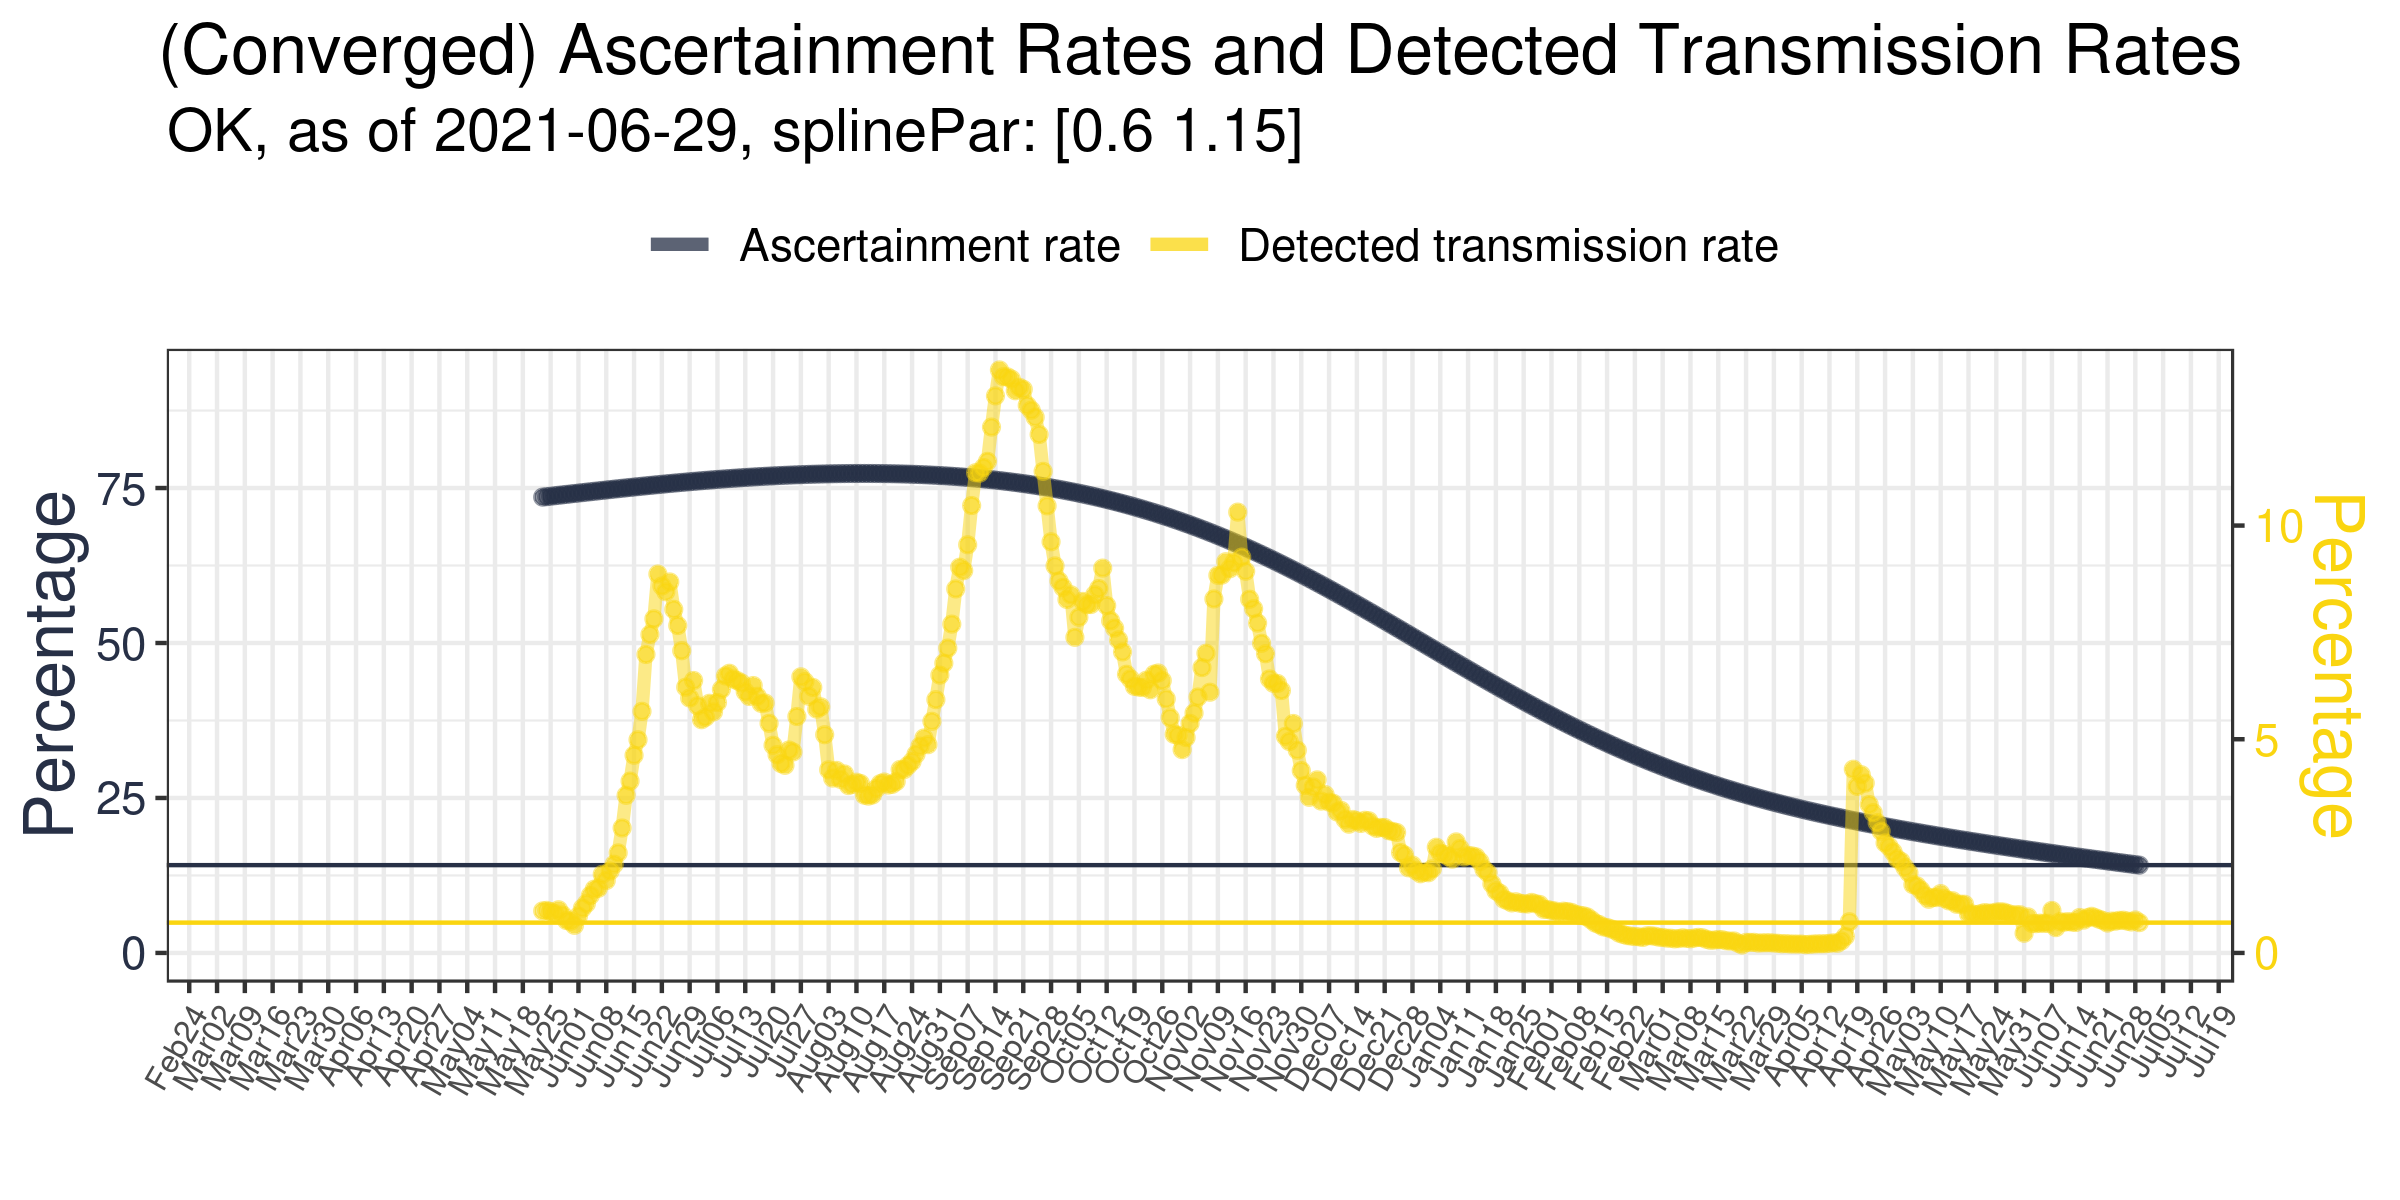 (Converged) Ascertainment Rates and Detected Transmission Rates
OK, as of 2021-06-29, splinePar: [0.6 1.15]
Ascertainment rate
Detected transmission rate
Percentage
75
50
25
0
10
5
0
Percentage
Feb24
Mar02
Mar09
Mar16
Mar23
Mar30
Apr06
Apr13
Apr20
Apr27
May04
May11
May18
May25
Jun01
Jun08
Jun15
Jun22
Jun29
Jul06
Jul13
Jul20
Jul27
Aug03
Aug10
Aug17
Aug24
Aug31
Sep07
Sep14
Sep21
Sep28
Oct05
Oct12
Oct19
Oct26
Nov02
Nov09
Nov16
Nov23
Nov30
Dec07
Dec14
Dec21
Dec28
Jan04
Jan11
Jan18
Jan25
Feb01
Feb08
Feb15
Feb22
Mar01
Mar08
Mar15
Mar22
Mar29
Apr05
Apr12
Apr19
Apr26
May03
May10
May17
May24
May31
Jun07
Jun14
Jun21
Jun28
Jul05
Jul12
Jul19